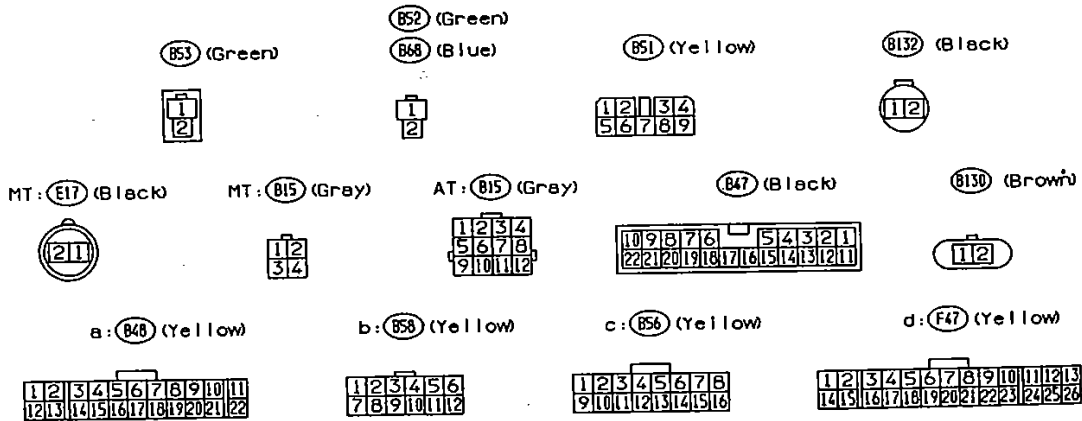 B52 (Green)
B53 (Green)
B68 (Blue)
B51 (Yellow)
B132 (Black)
1
2
1
2
1 2 3 4
5 6 7 8 9
1 2
MT: E17 (Black)
MT: B15 (Gray)
AT: B15 (Gray)
B47 (Black)
B130 (Brown)
2 1
1 2
3 4
1 2 3 4
5 6 7 8
9 10 11 12
10 9 8 7 6 5 4 3 2 1
22 21 20 19 18 17 16 15 14 13 12 11
1 2
a: B48 (Yellow)
b: B58 (Yellow)
c: B56 (Yellow)
d: F47 (Yellow)
1 2 3 4 5 6 7 8 9 10 11
12 13 14 15 16 17 18 19 20 21 22
1 2 3 4 5 6
7 8 9 10 11 12
1 2 3 4 5 6 7 8
9 10 11 12 13 14 15 16
1 2 3 4 5 6 7 8 9 10 11 12 13
14 15 16 17 18 19 20 21 22 23 24 25 26